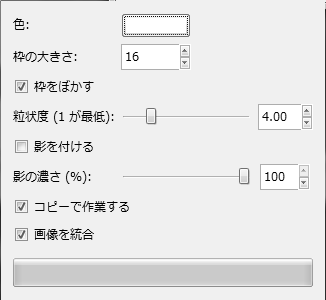 色:
枠の大きさ: 16
枠をぼかす
粒状度 (1 が最低): 4.00
影を付ける
影の濃さ (%): 100
コピーで作業する
画像を統合